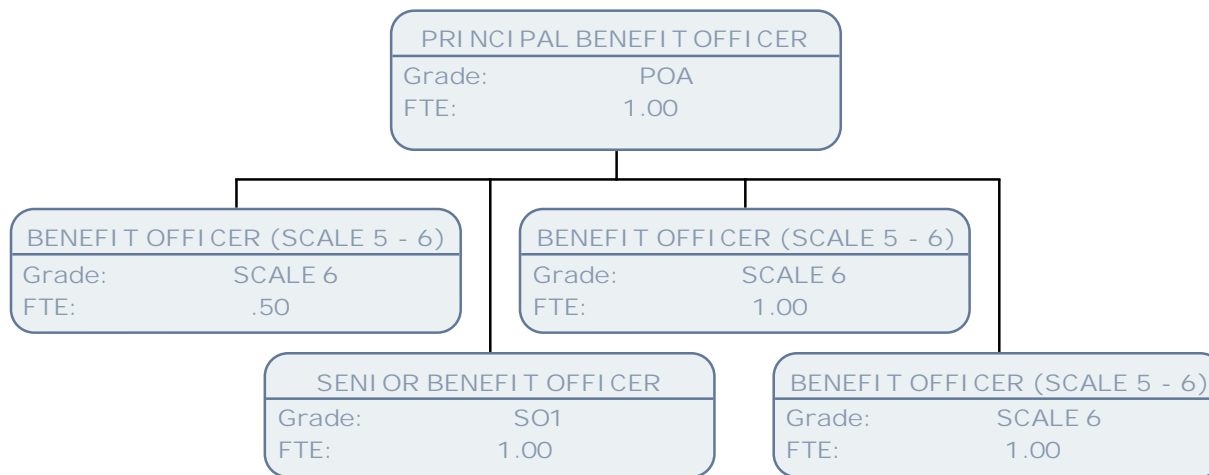 PRINCIPAL BENEFIT OFFICER
Grade: POA
FTE: 1.00
BENEFIT OFFICER (SCALE 5 - 6)
Grade: SCALE 6
FTE: .50
BENEFIT OFFICER (SCALE 5 - 6)
Grade: SCALE 6
FTE: 1.00
SENIOR BENEFIT OFFICER
Grade: SO1
FTE: 1.00
BENEFIT OFFICER (SCALE 5 - 6)
Grade: SCALE 6
FTE: 1.00